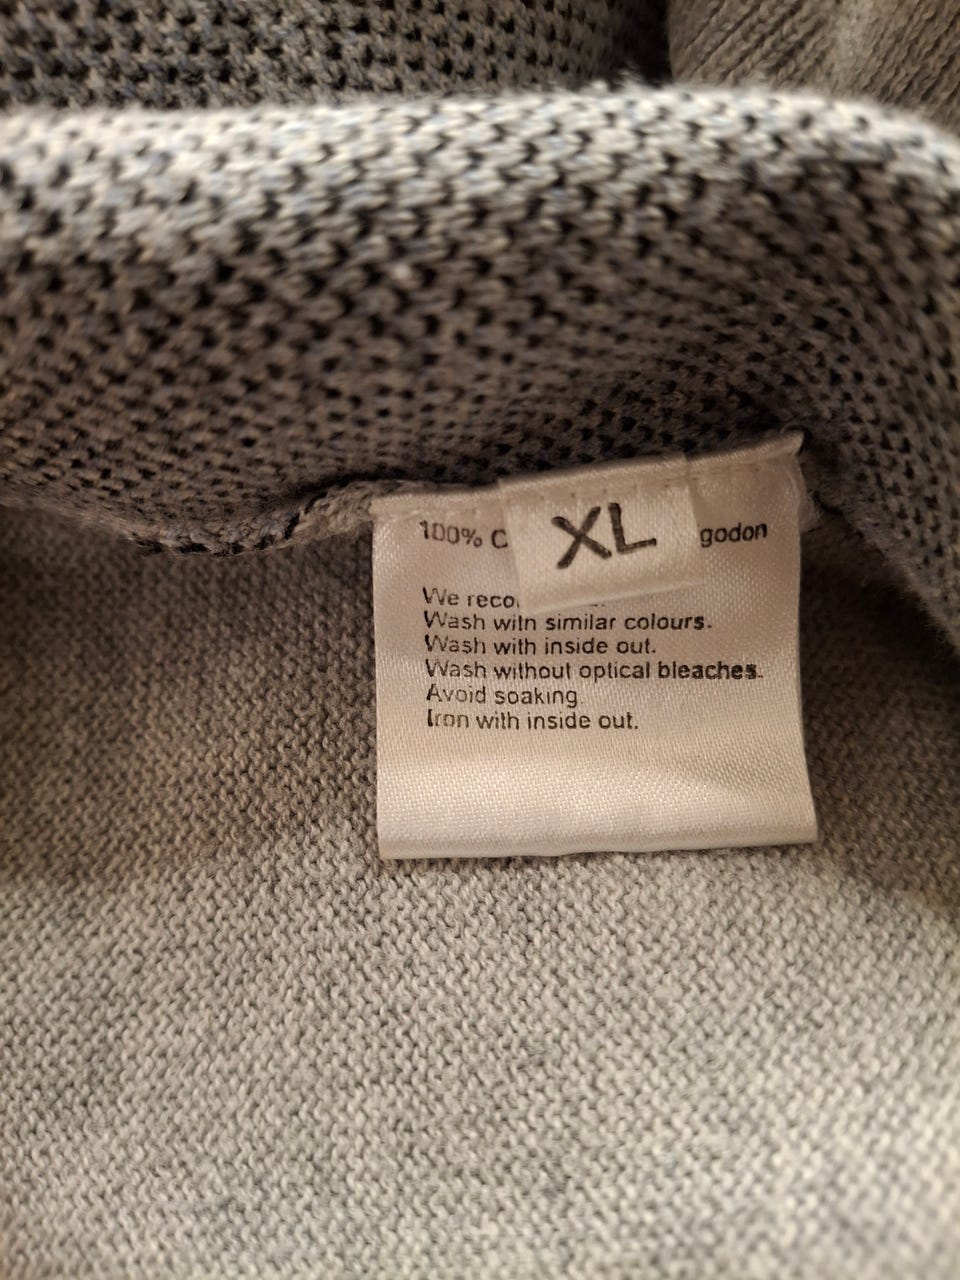 XL
100% godon
We
Wash with similar colours.
Wash with inside out.
Wash without optical bleaches.
Avoid soaking
Iron with inside out.